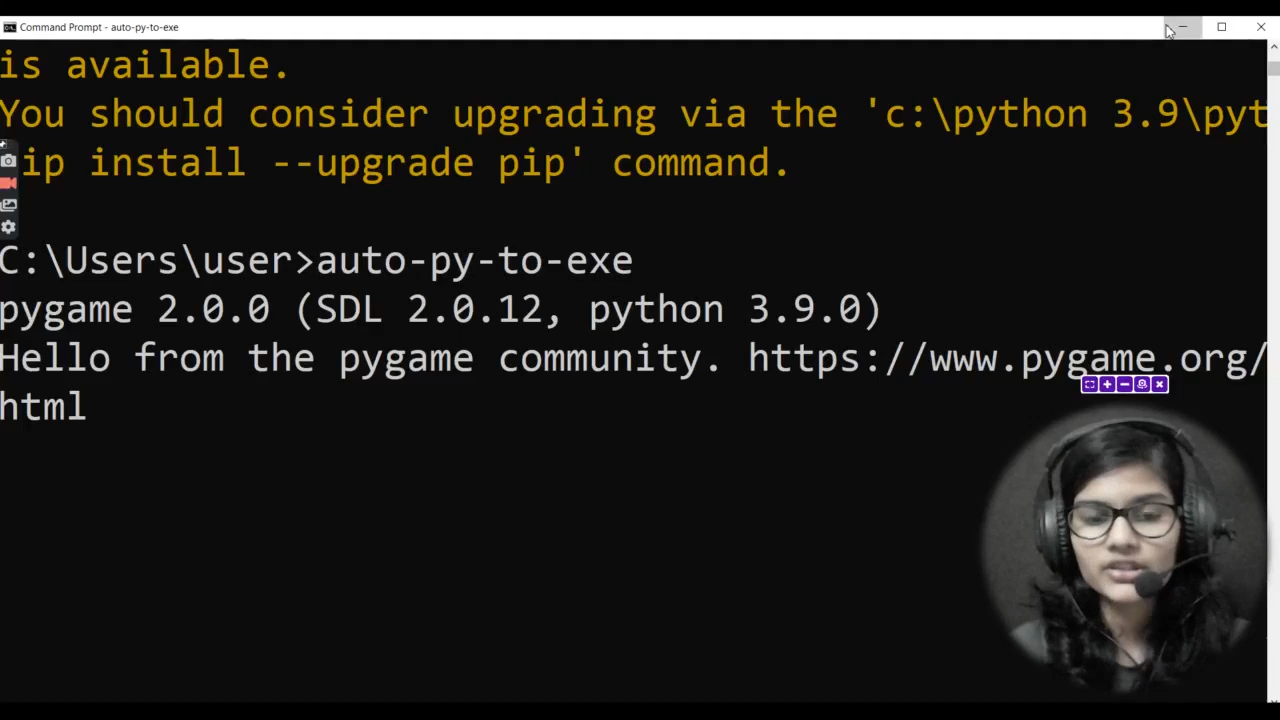 Command Prompt - auto-py-to-exe
is available.
You should consider upgrading via the 'c:\python 3.9\pyt
ip install --upgrade pip' command.
C:\Users\user>auto-py-to-exe
pygame 2.0.0 (SDL 2.0.12, python 3.9.0)
Hello from the pygame community. https://www.pygame.org/
html